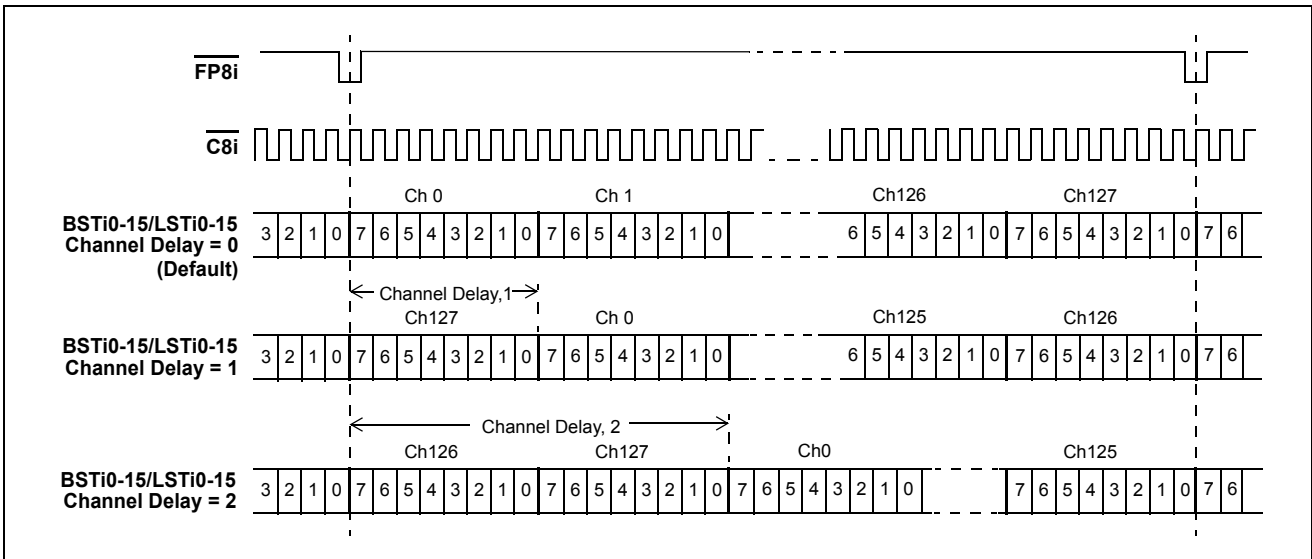 FP8i
C8i
Ch 0 Ch 1 Ch126 Ch127
BSTi0-15/LSTi0-15
Channel Delay = 0
(Default)
3 2 1 0 7 6 5 4 3 2 1 0 7 6 5 4 3 2 1 0 6 5 4 3 2 1 0 7 6 5 4 3 2 1 0 7 6
Channel Delay,1
Ch127 Ch 0 Ch125 Ch126
BSTi0-15/LSTi0-15
Channel Delay = 1
3 2 1 0 7 6 5 4 3 2 1 0 7 6 5 4 3 2 1 0 6 5 4 3 2 1 0 7 6 5 4 3 2 1 0 7 6
Channel Delay, 2
Ch126 Ch127 Ch0 Ch125
BSTi0-15/LSTi0-15
Channel Delay = 2
3 2 1 0 7 6 5 4 3 2 1 0 7 6 5 4 3 2 1 0 7 6 5 4 3 2 1 0 7 6 5 4 3 2 1 0 7 6